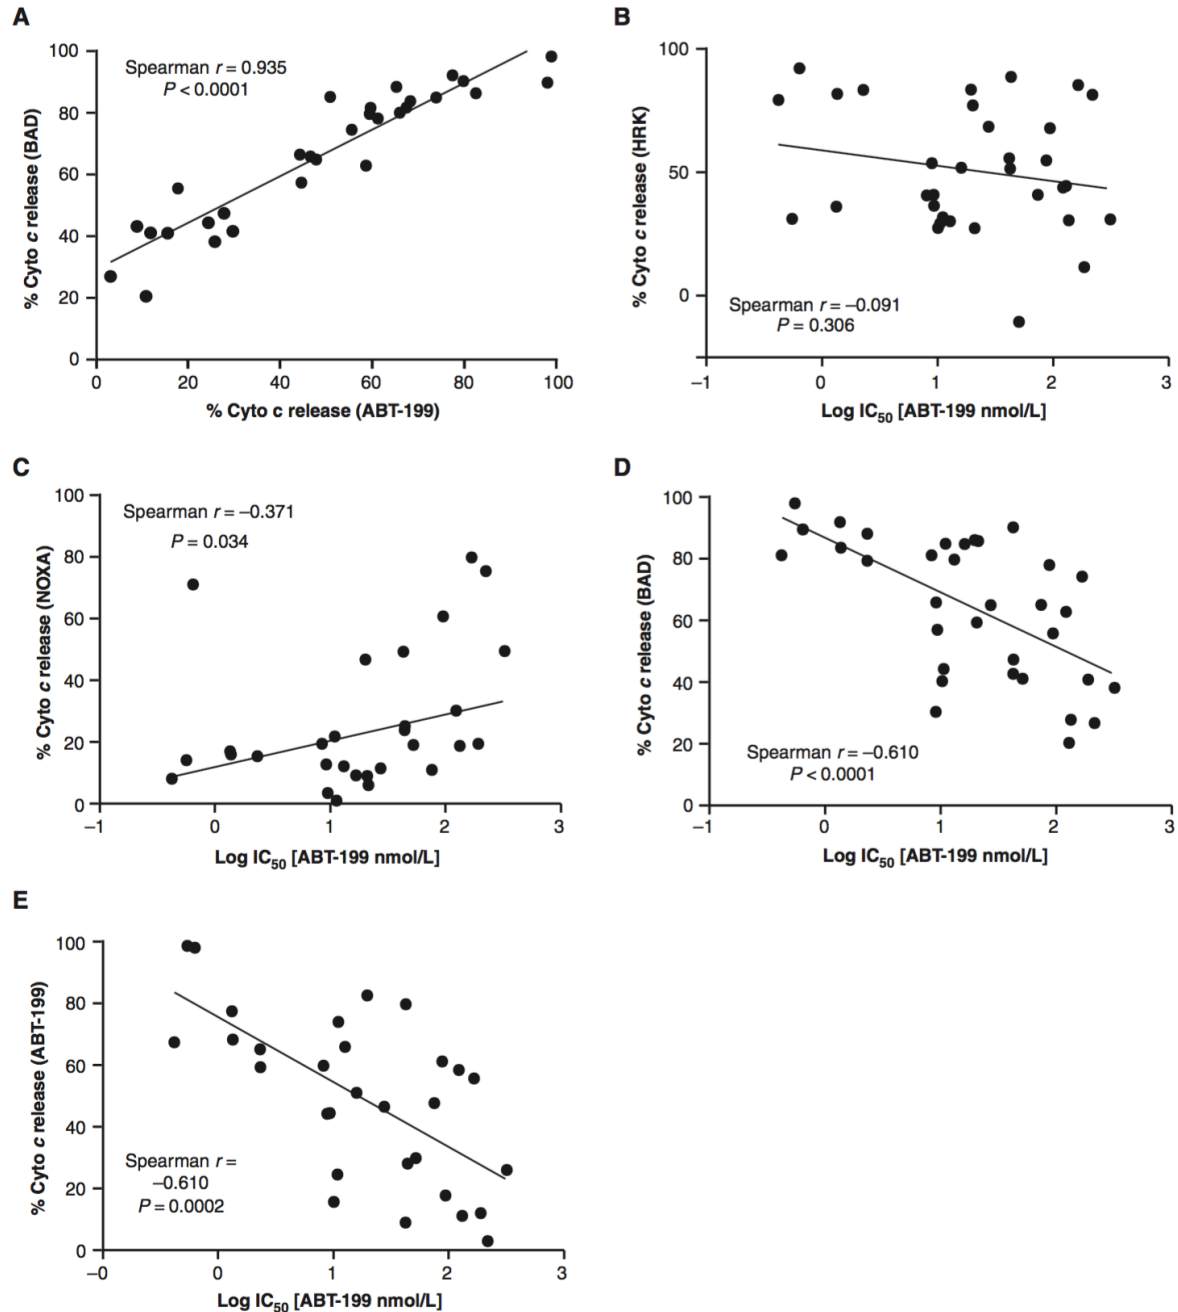 A
100
80
60
40
20
0
% Cyto c release (BAD)
Spearman r = 0.935
P < 0.0001
0 20 40 60 80 100
% Cyto c release (ABT-199)
B
100
50
0
% Cyto c release (HRK)
Spearman r = –0.091
P = 0.306
–1 0 1 2 3
Log IC50 [ABT-199 nmol/L]
C
100
80
60
40
20
0
% Cyto c release (NOXA)
Spearman r = –0.371
P = 0.034
–1 0 1 2 3
Log IC50 [ABT-199 nmol/L]
D
100
80
60
40
20
0
% Cyto c release (BAD)
Spearman r = –0.610
P < 0.0001
–1 0 1 2 3
Log IC50 [ABT-199 nmol/L]
E
100
80
60
40
20
0
% Cyto c release (ABT-199)
Spearman r =
–0.610
P = 0.0002
–0 0 1 2 3
Log IC50 [ABT-199 nmol/L]